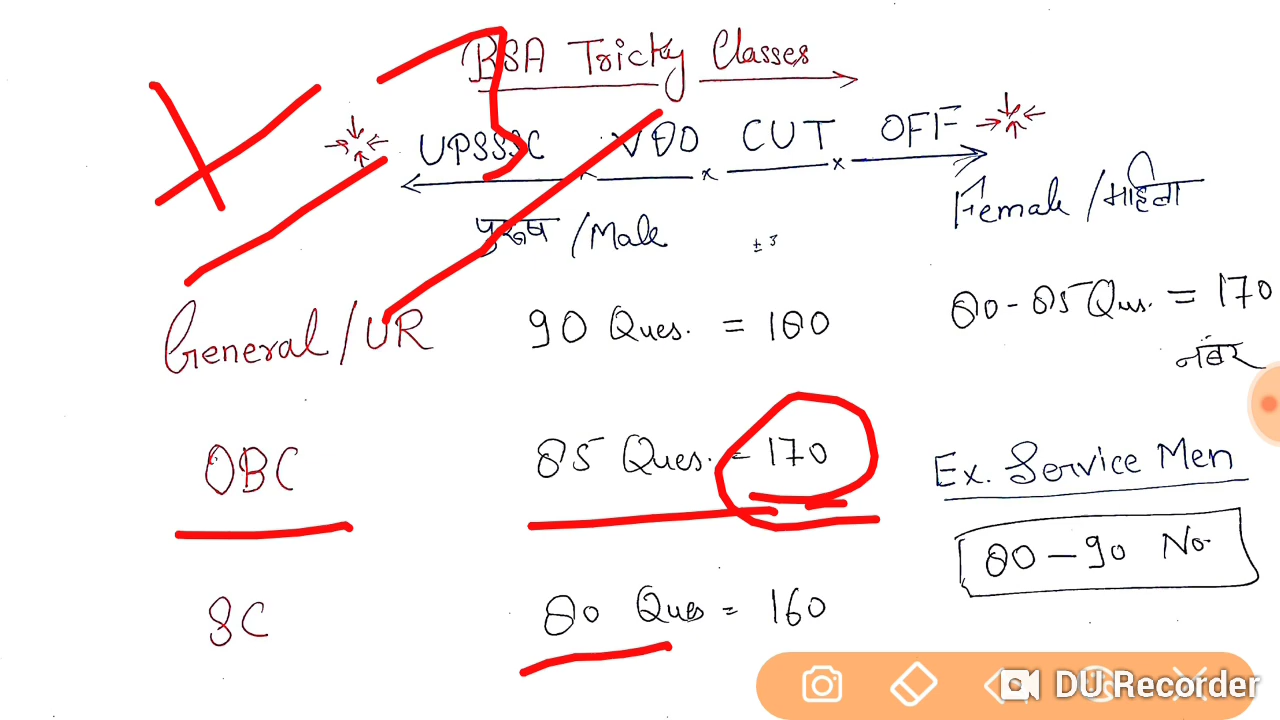 BSA Tricky Classes
UPSSSC VDO CUT OFF
पुरूष /Male ±3 Female /महिला
General/UR 90 Ques. = 180 80-85 Qus. = 170 नंबर
OBC 85 Ques. = 170 Ex. Service Men
80-90 No
SC 80 Ques = 160
DU Recorder